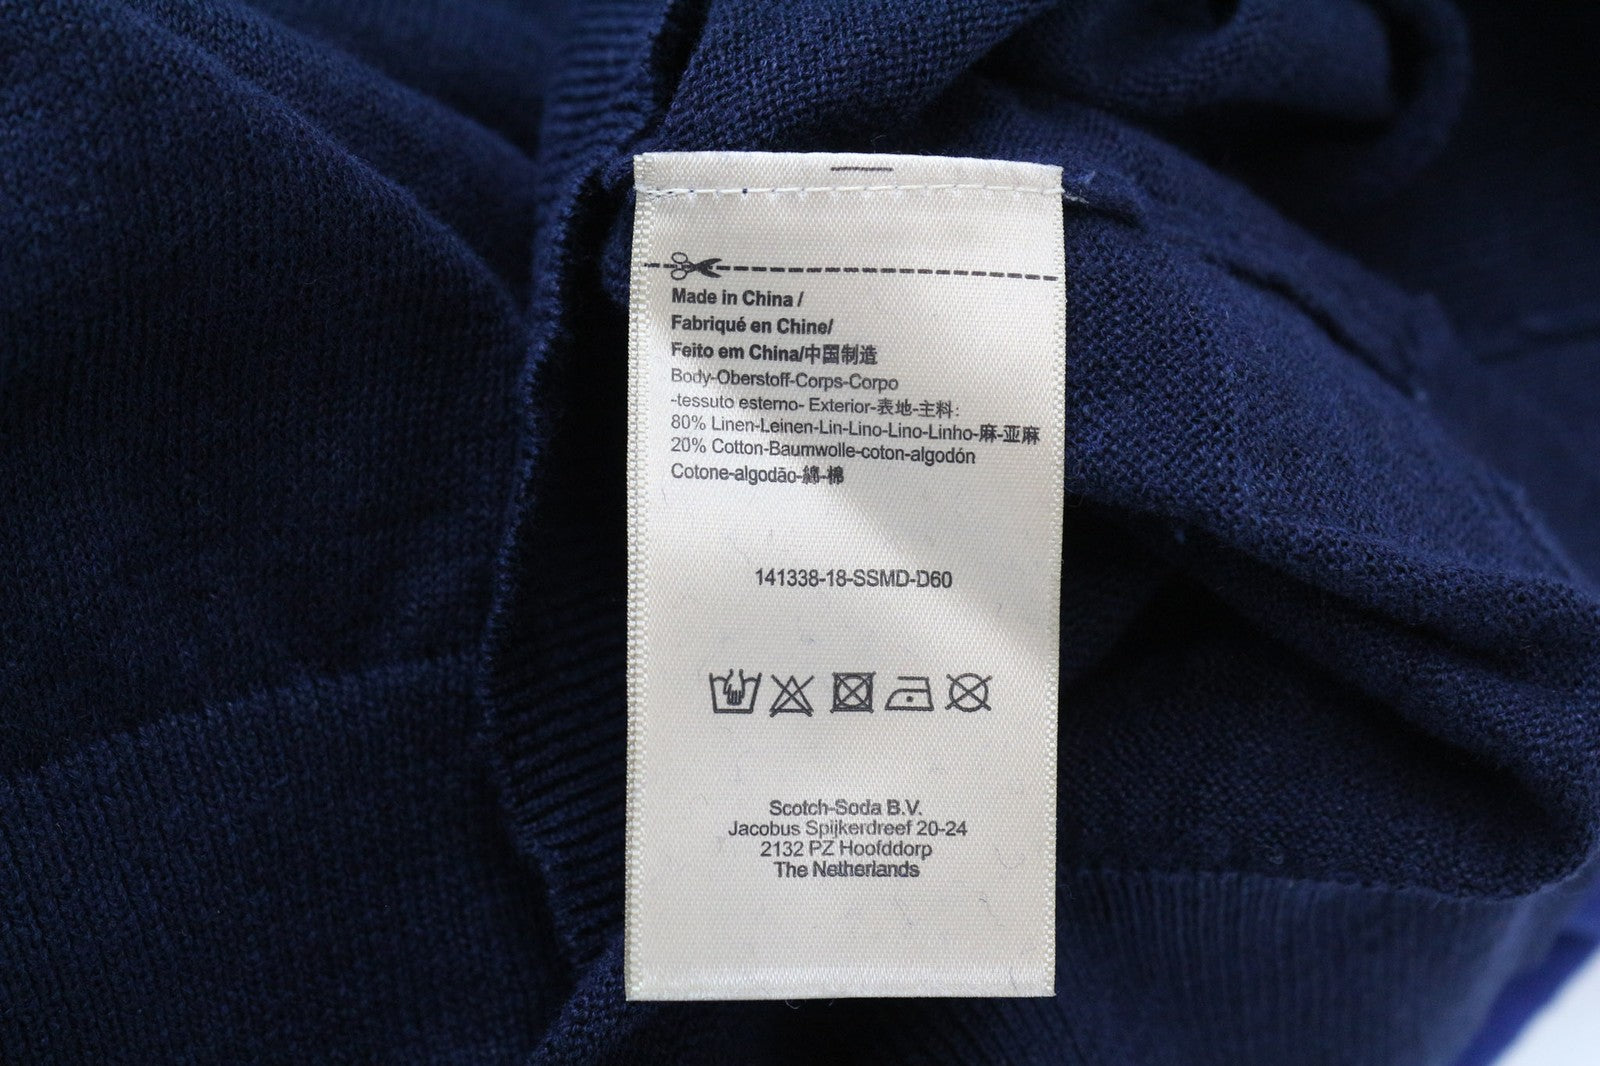 Made in China /
Fabriqué en Chine/
Feito em China/中国制造
Body-Oberstoff-Corps-Corpo
-tessuto esterno- Exterior-表地-主料:
80% Linen-Leinen-Lin-Lino-Lino-Linho-麻-亚麻
20% Cotton-Baumwolle-coton-algodón
Cotone-algodão-綿-棉
141338-18-SSMD-D60
Scotch-Soda B.V.
Jacobus Spijkerdreef 20-24
2132 PZ Hoofddorp
The Netherlands